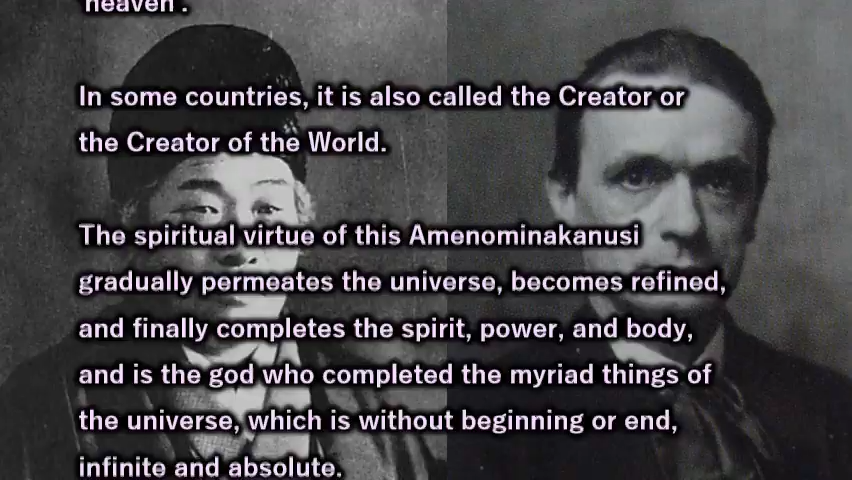 heaven'.
In some countries, it is also called the Creator or
the Creator of the World.
The spiritual virtue of this Amenominakanusi
gradually permeates the universe, becomes refined,
and finally completes the spirit, power, and body,
and is the god who completed the myriad things of
the universe, which is without beginning or end,
infinite and absolute.